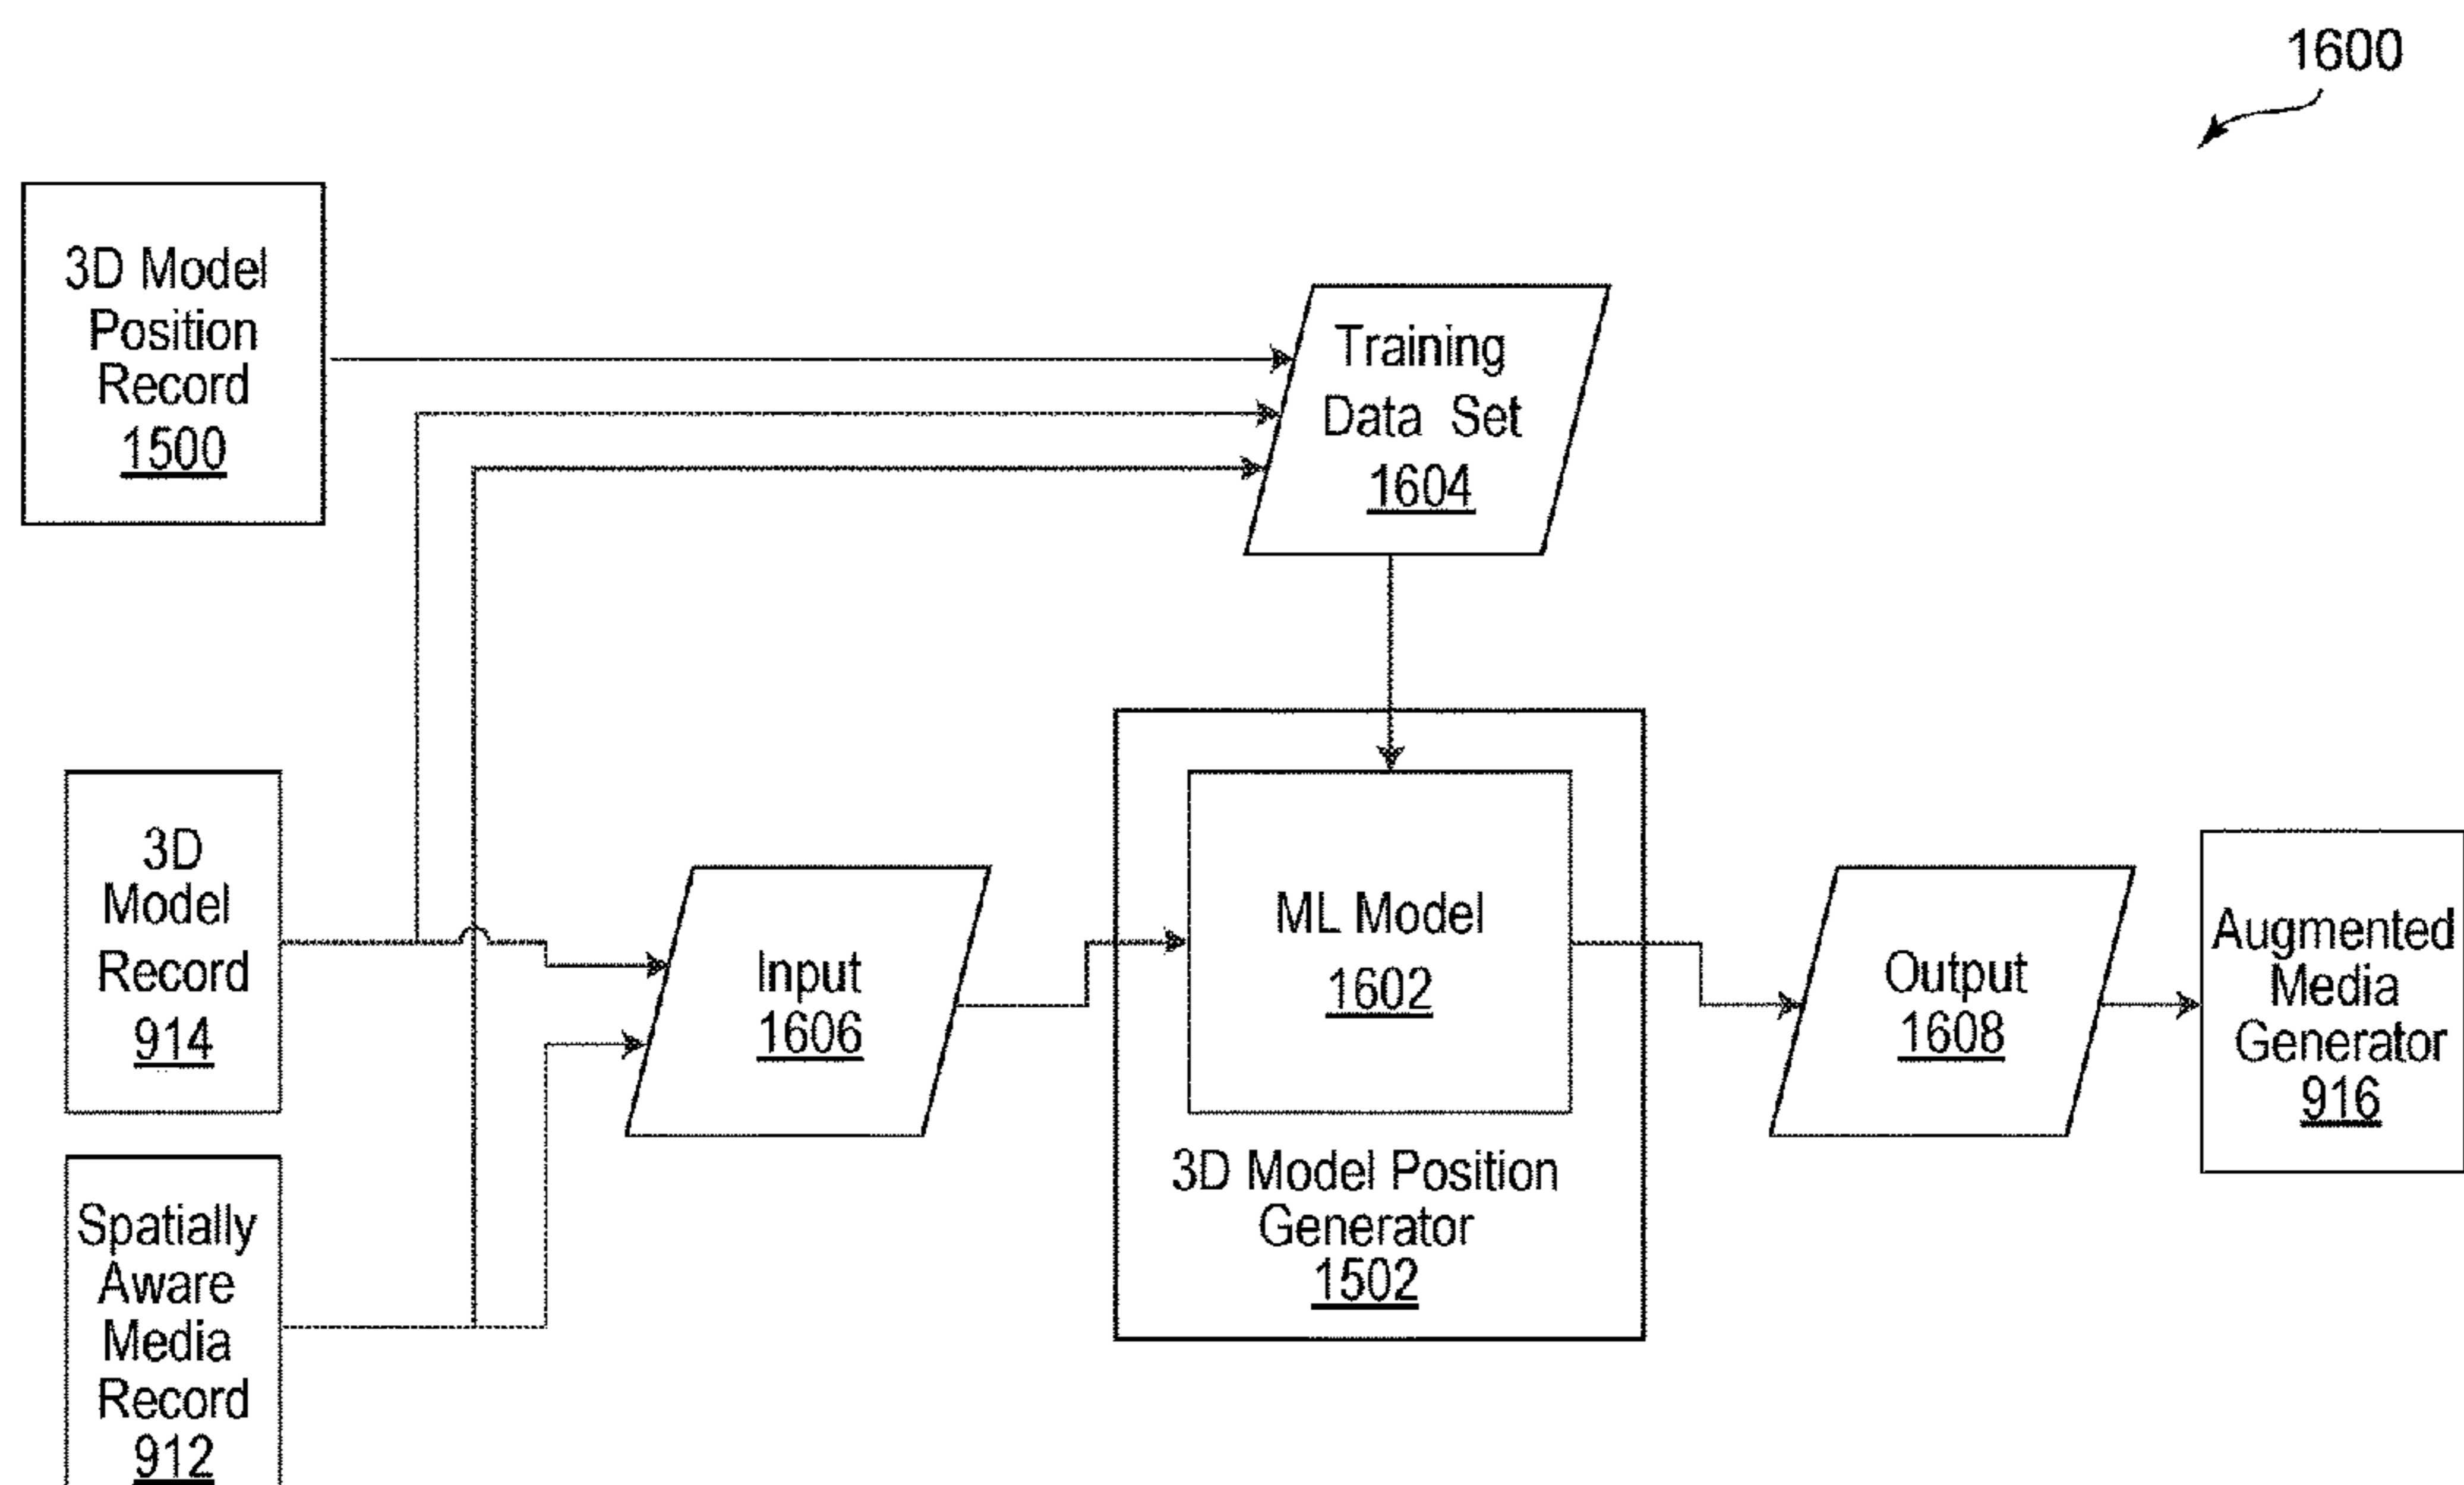 1600
3D Model
Position
Record
1500
Training
Data Set
1604
3D
Model
Record
914
Input
1606
ML Model
1602
3D Model Position
Generator
1502
Output
1608
Augmented
Media
Generator
916
Spatially
Aware
Media
Record
912